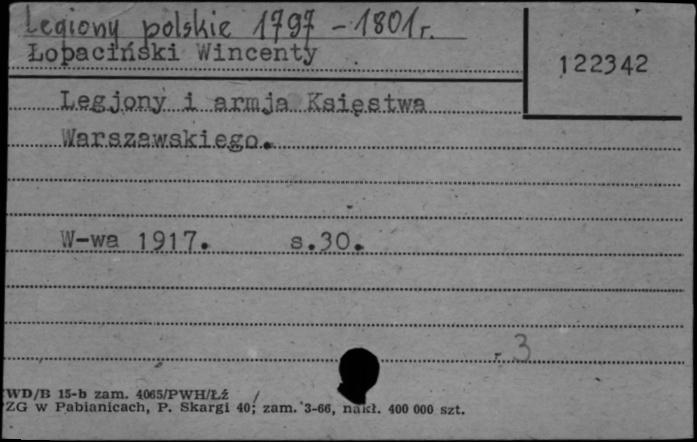 Legiony polskie 1797 - 1801 r.
Łopaciński Wincenty
122342
Legjony i armja Księstwa
Warszawskiego.
W-wa 1917. s.30.
r. 3
WD/B 15-b zam. 4065/PWH/Łź /
ZG w Pabianicach, P. Skargi 40; zam. 3-66, nakł. 400 000 szt.